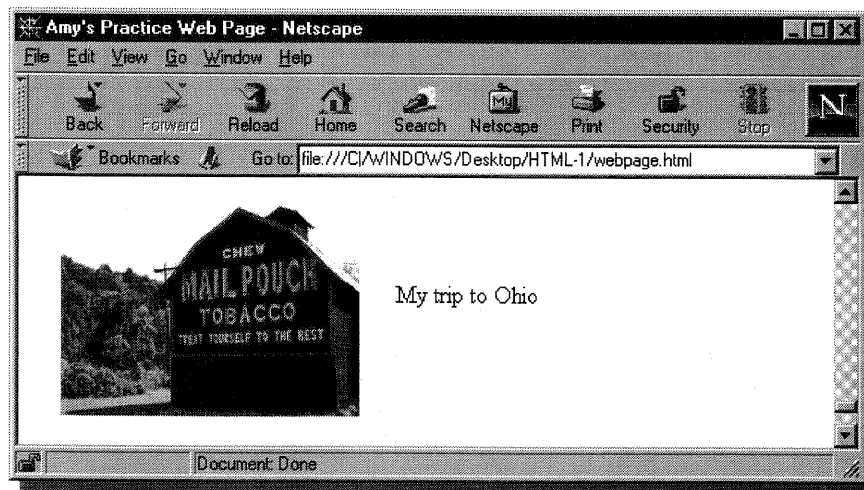 Amy's Practice Web Page - Netscape
File Edit View Go Window Help
Back Forward Reload Home Search Netscape Print Security Stop
My
N
Bookmarks Go to: file:///C|/WINDOWS/Desktop/HTML-1/webpage.html
CHEW
MAIL POUCH
TOBACCO
TREAT YOURSELF TO THE BEST
My trip to Ohio
Document: Done